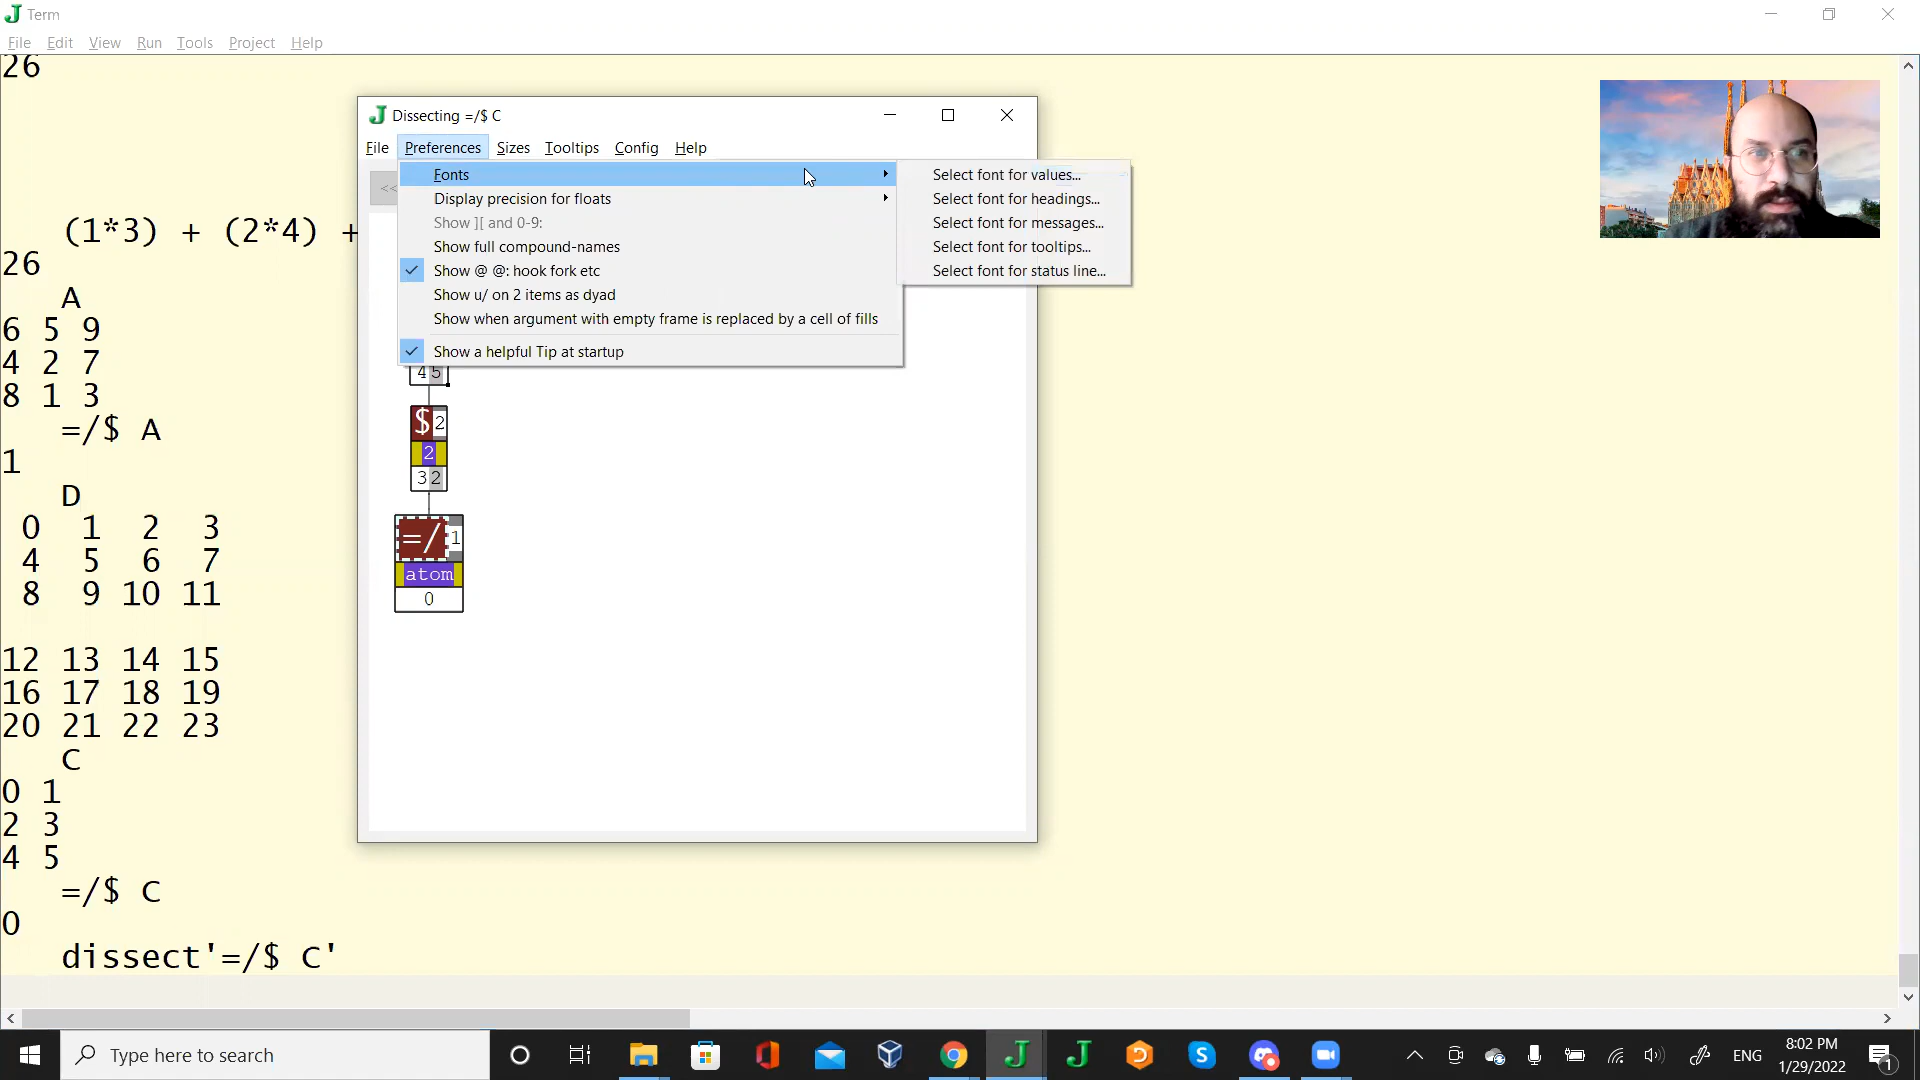 Term
File Edit View Run Tools Project Help
26
(1*3) + (2*4) +
26
A
6 5 9
4 2 7
8 1 3
=/$ A
1
D
0 1 2 3
4 5 6 7
8 9 10 11
12 13 14 15
16 17 18 19
20 21 22 23
C
0 1
2 3
4 5
=/$ C
0
dissect'=/$ C'
Dissecting =/$ C
File Preferences Sizes Tooltips Config Help
<<
Fonts
Display precision for floats
Show ][ and 0-9:
Show full compound-names
Show @ @: hook fork etc
Show u/ on 2 items as dyad
Show when argument with empty frame is replaced by a cell of fills
Show a helpful Tip at startup
Select font for values...
Select font for headings...
Select font for messages...
Select font for tooltips...
Select font for status line...
4 5
$ 2
2
3 2
=/ 1
atom
0
Type here to search
ENG
8:02 PM
1/29/2022
1